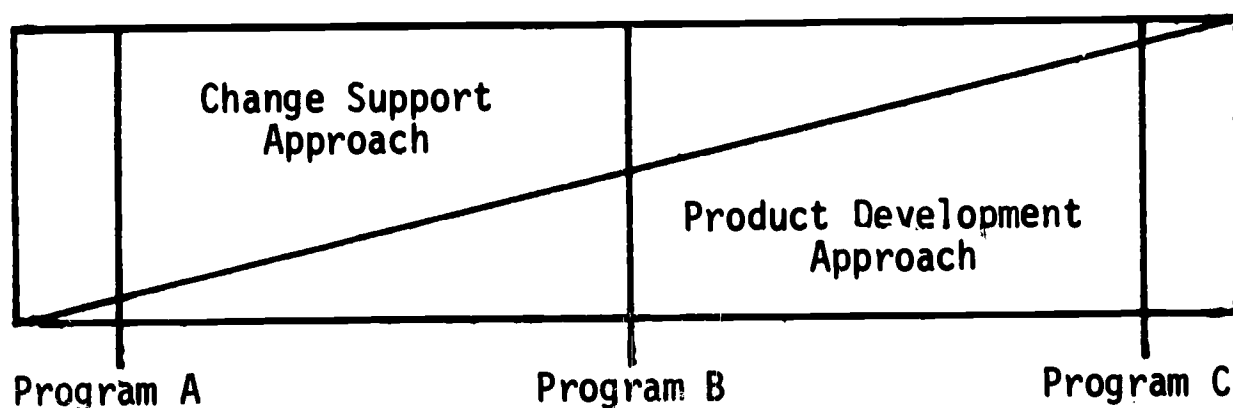 Change Support
Approach
Product Development
Approach
Program A
Program B
Program C